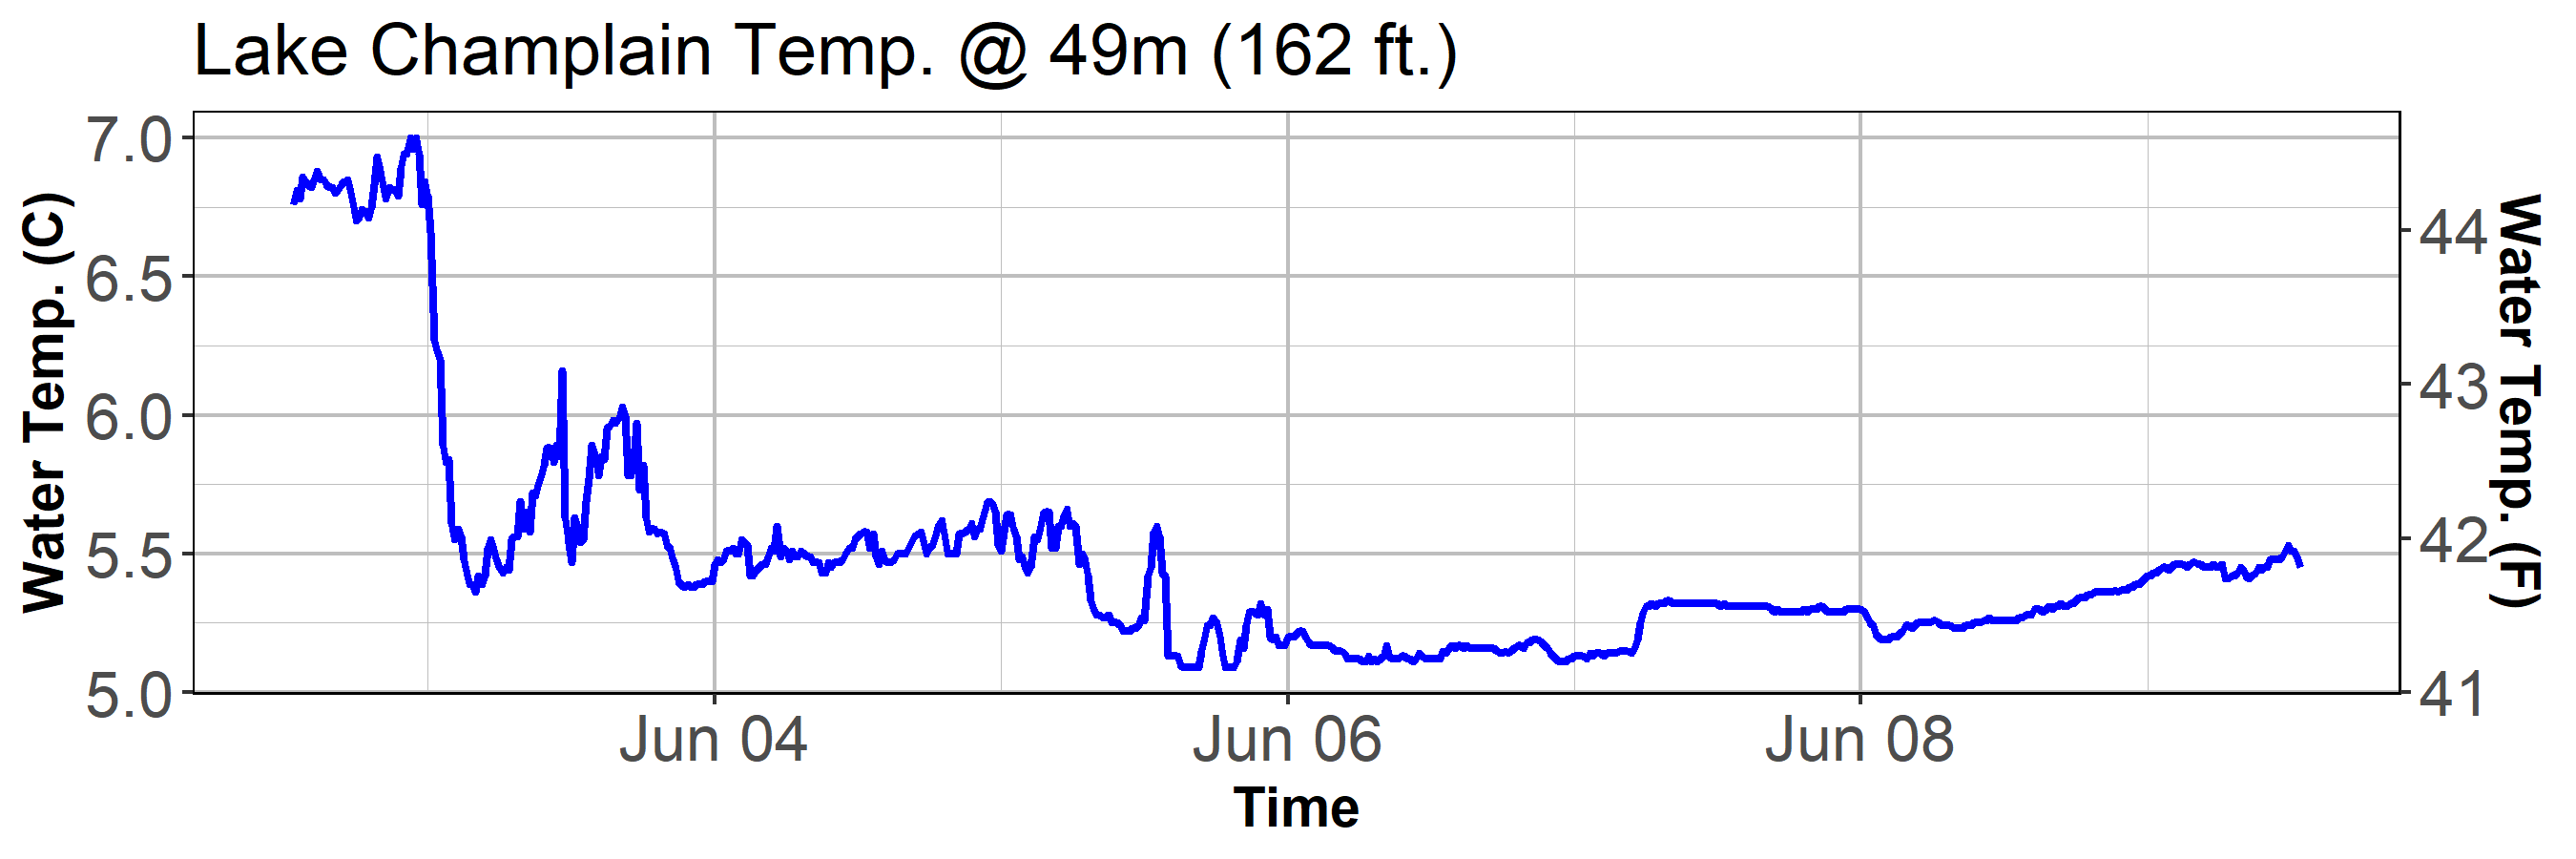 Lake Champlain Temp. @ 49m (162 ft.)
Water Temp. (C)
7.0
6.5
6.0
5.5
5.0
44
43
42
41
Water Temp. (F)
Jun 04 Jun 06 Jun 08
Time